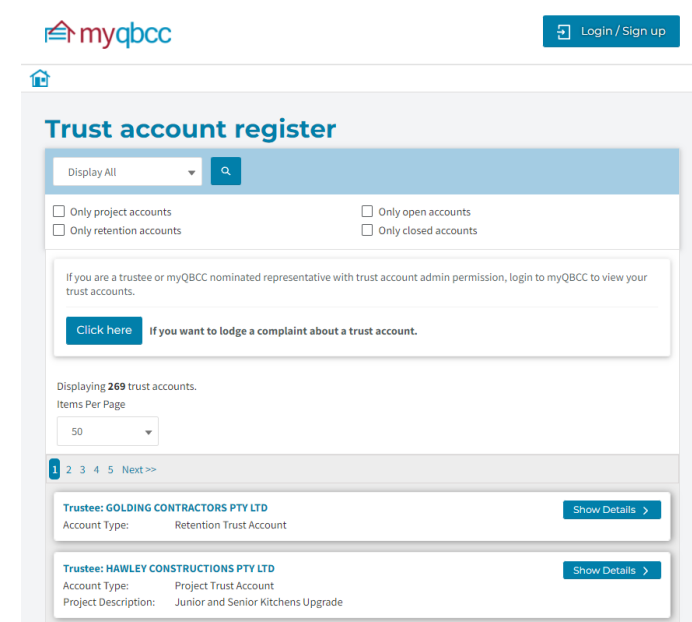 myqbcc
Login / Sign up
Trust account register
Display All
Only project accounts
Only open accounts
Only retention accounts
Only closed accounts
If you are a trustee or myQBCC nominated representative with trust account admin permission, login to myQBCC to view your
trust accounts.
Click here If you want to lodge a complaint about a trust account.
Displaying 269 trust accounts.
Items Per Page
50
1 2 3 4 5 Next >>
Trustee: GOLDING CONTRACTORS PTY LTD
Show Details
Account Type: Retention Trust Account
Trustee: HAWLEY CONSTRUCTIONS PTY LTD
Show Details
Account Type: Project Trust Account
Project Description: Junior and Senior Kitchens Upgrade